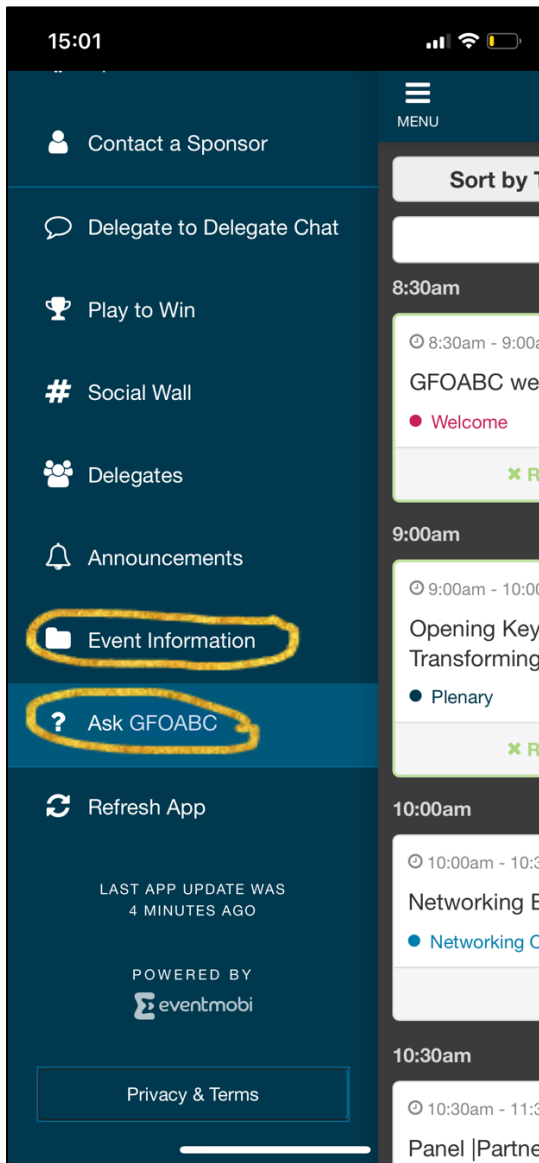 15:01
Contact a Sponsor
Delegate to Delegate Chat
Play to Win
# Social Wall
Delegates
Announcements
Event Information
? Ask GFOABC
Refresh App
LAST APP UPDATE WAS
4 MINUTES AGO
POWERED BY
eventmobi
Privacy & Terms
MENU
Sort by
8:30am
8:30am - 9:00a
GFOABC we
Welcome
R
9:00am
9:00am - 10:00
Opening Key
Transforming
Plenary
R
10:00am
10:00am - 10:3
Networking
Networking
10:30am
10:30am - 11:3
Panel |Partne